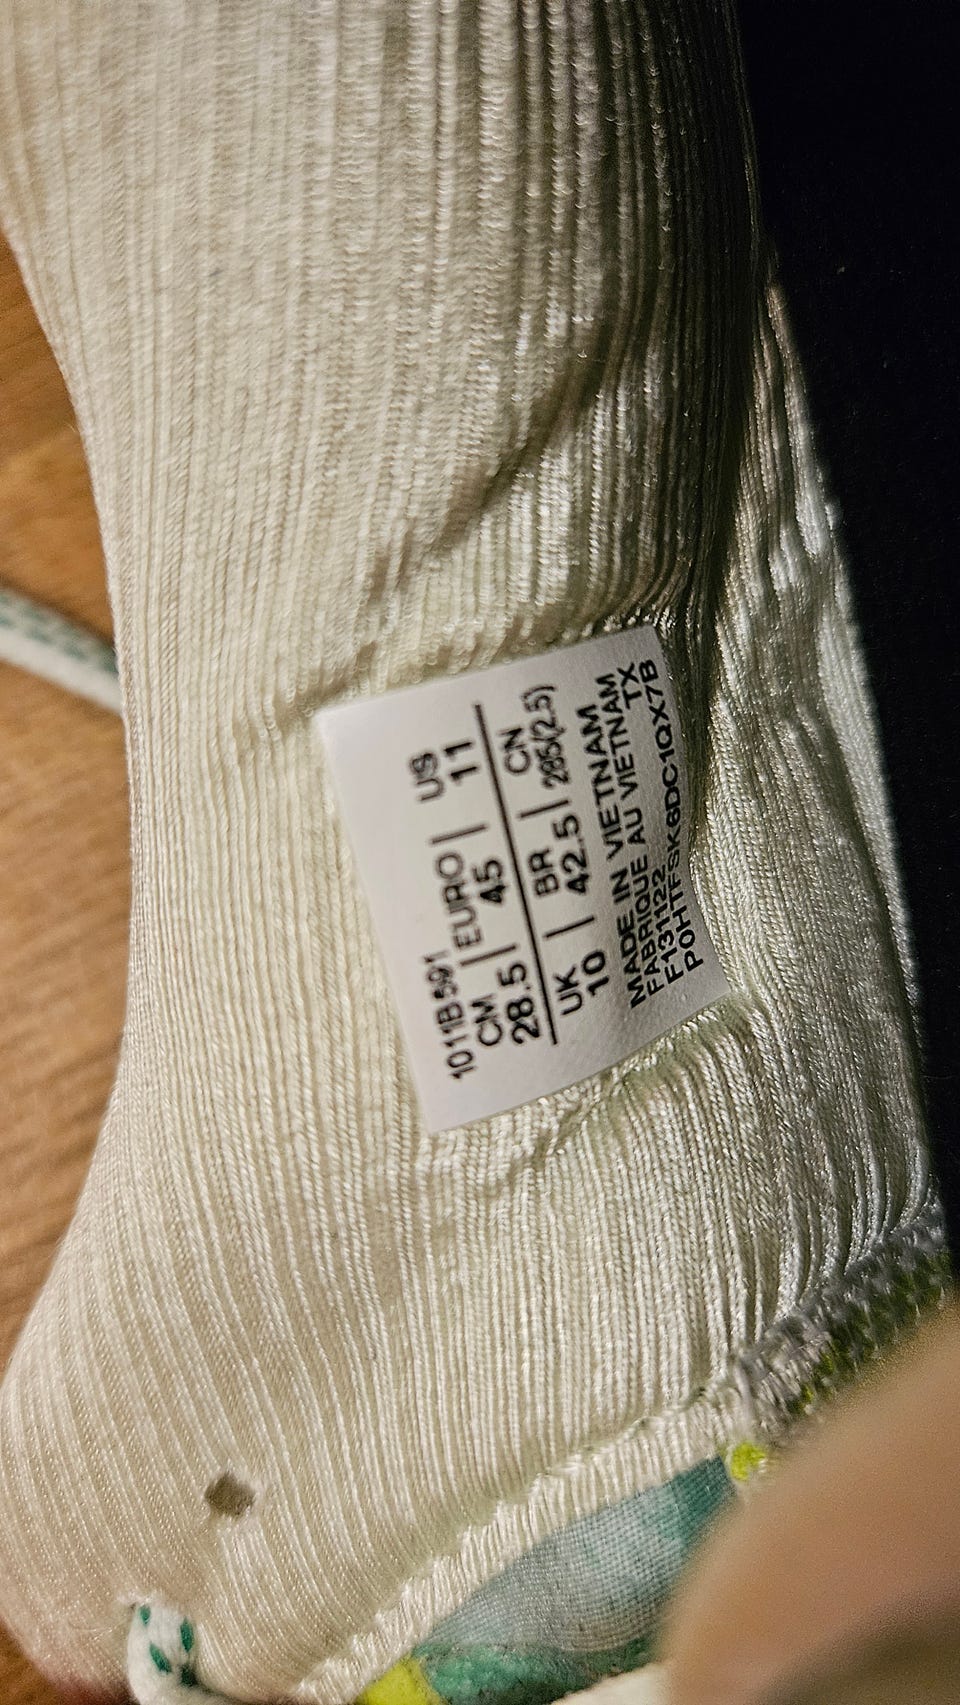 1011B591
CM | EURO | US
28.5 | 45 | 11
UK | BR | CN
10 | 42.5 | 285(2.5)
MADE IN VIETNAM
FABRIQUE AU VIETNAM
F131122 TX
P0HTFSK6DC1QX7B